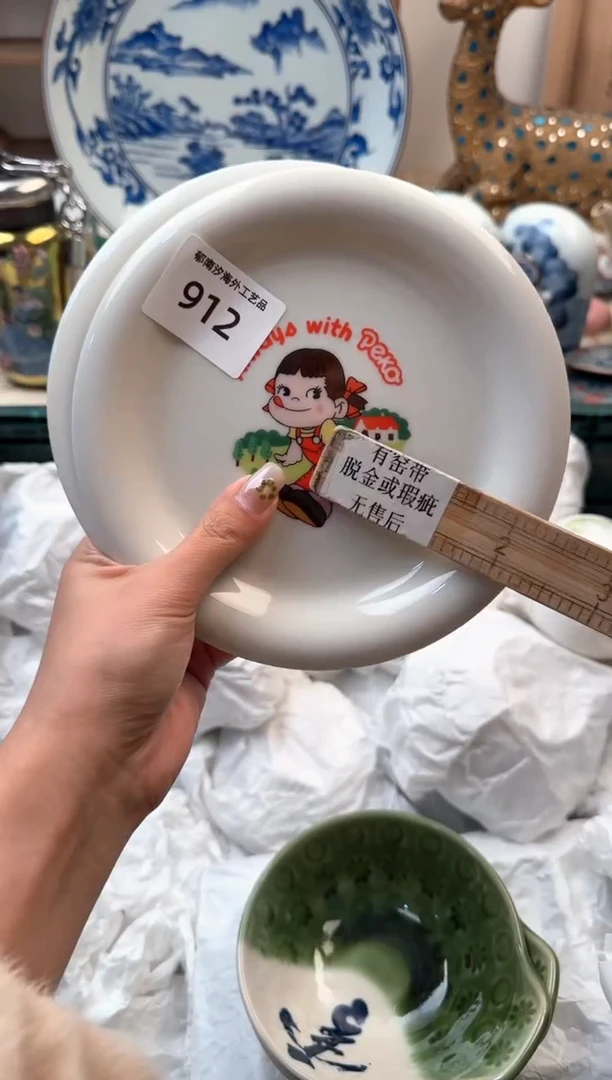 郁南汐海外工艺品
912
with Peko
有窑带
脱金或瑕疵
无售后